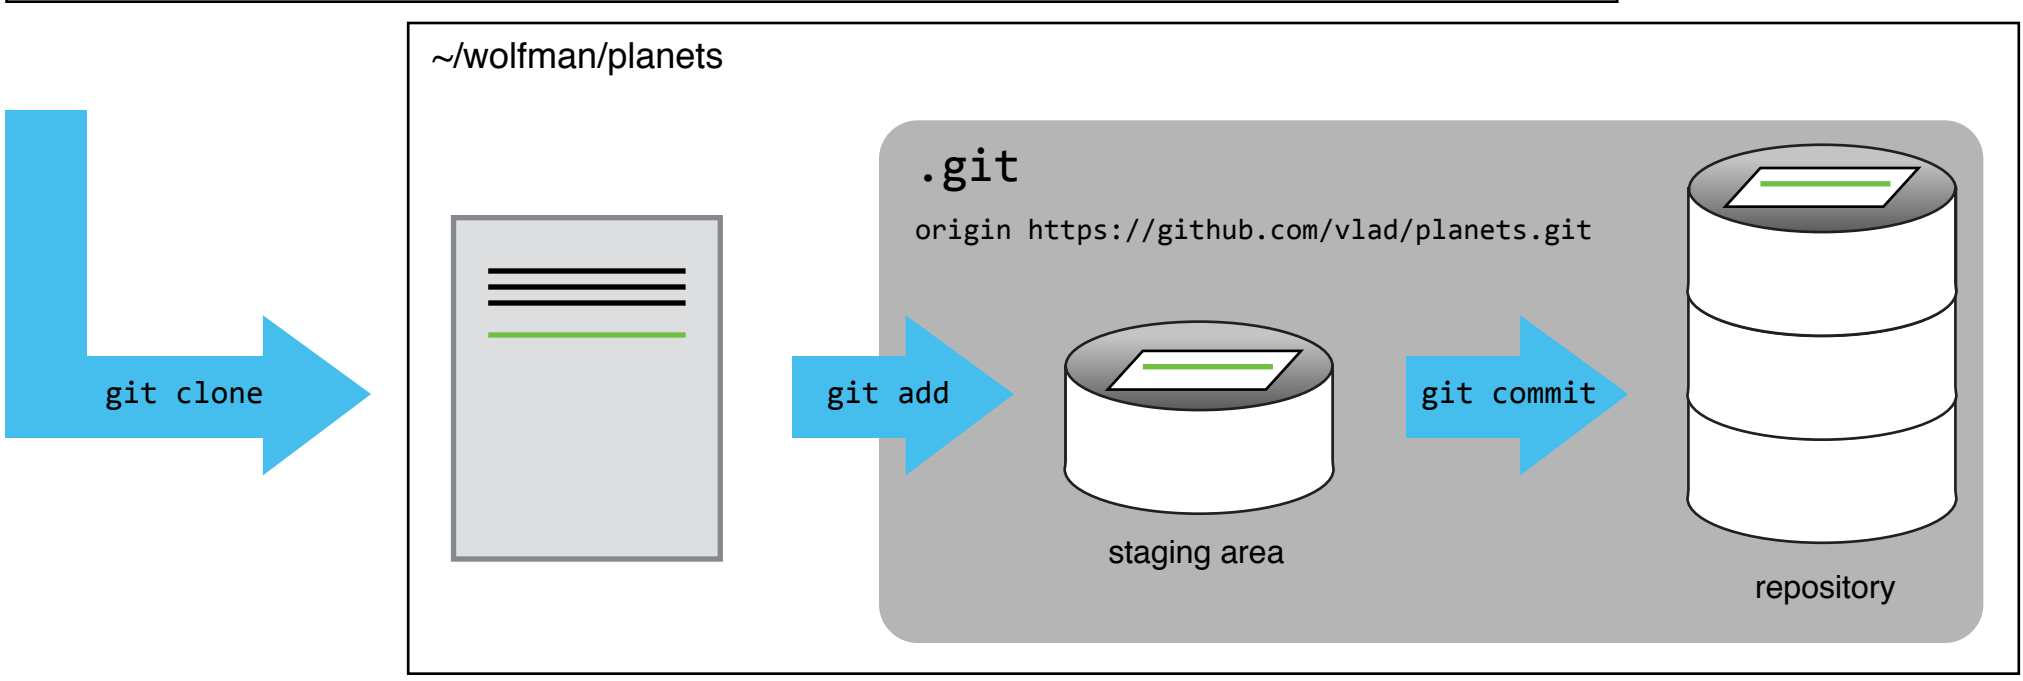 ~/wolfman/planets
.git
origin https://github.com/vlad/planets.git
git clone
git add
git commit
staging area
repository